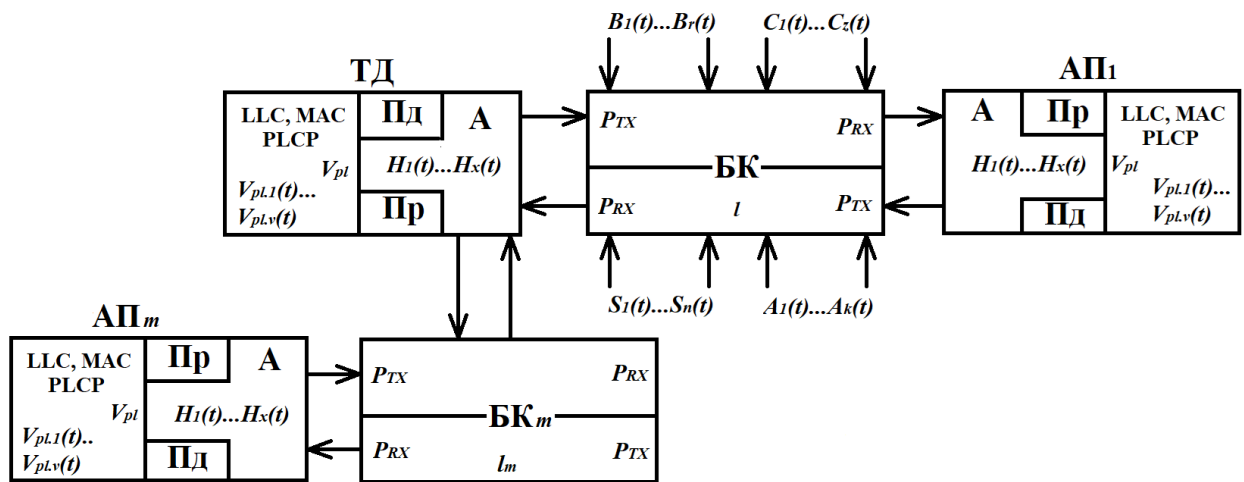 B1(t)...Br(t)
C1(t)...Cz(t)
ТД
LLC, MAC
PLCP
Vpl
Vpl.1(t)...
Vpl.v(t)
Пд
А
H1(t)...Hx(t)
Пр
PTX
PRX
БК
PRX
l
PTX
АП1
А
Пр
H1(t)...Hx(t)
Пд
LLC, MAC
PLCP
Vpl
Vpl.1(t)...
Vpl.v(t)
S1(t)...Sn(t)
A1(t)...Ak(t)
АПm
LLC, MAC
PLCP
Vpl
Vpl.1(t)..
Vpl.v(t)
Пр
А
H1(t)...Hx(t)
Пд
PTX
PRX
БКm
PRX
lm
PTX